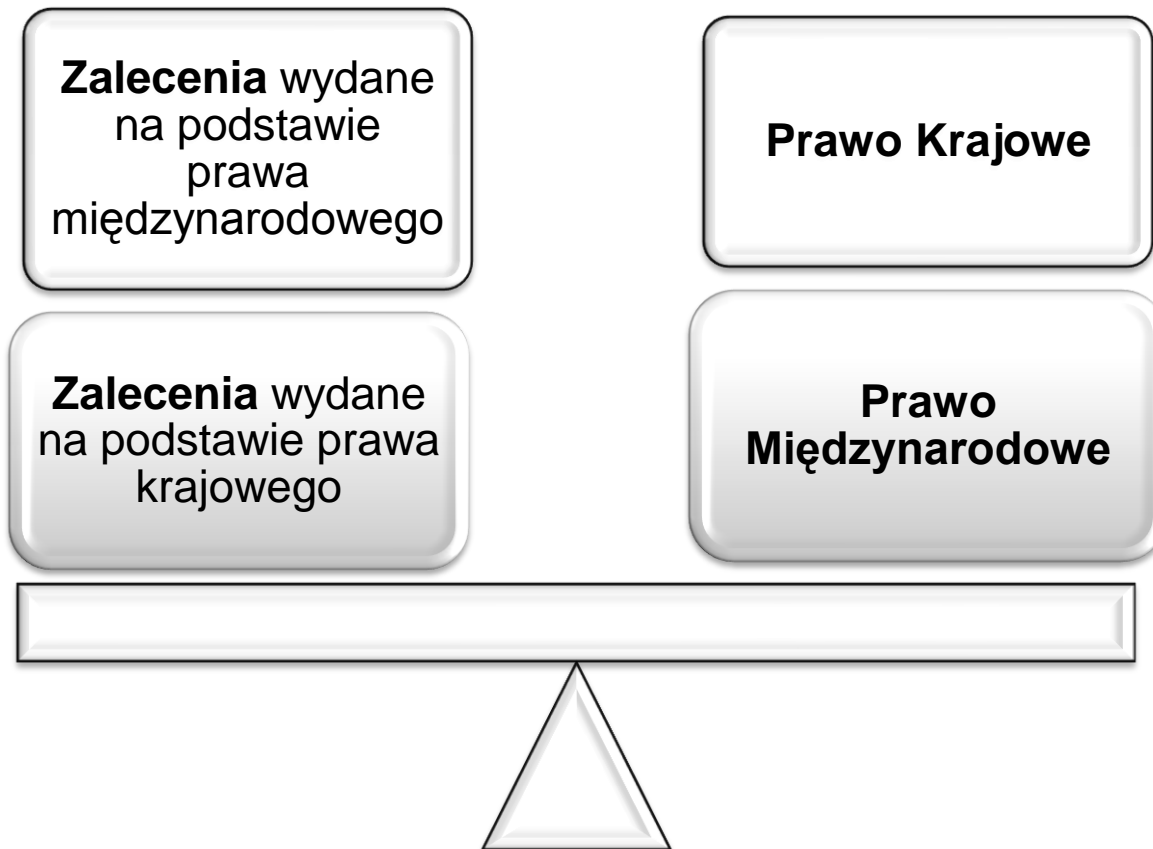 Zalecenia wydane
na podstawie
prawa
międzynarodowego
Prawo Krajowe
Zalecenia wydane
na podstawie prawa
krajowego
Prawo
Międzynarodowe